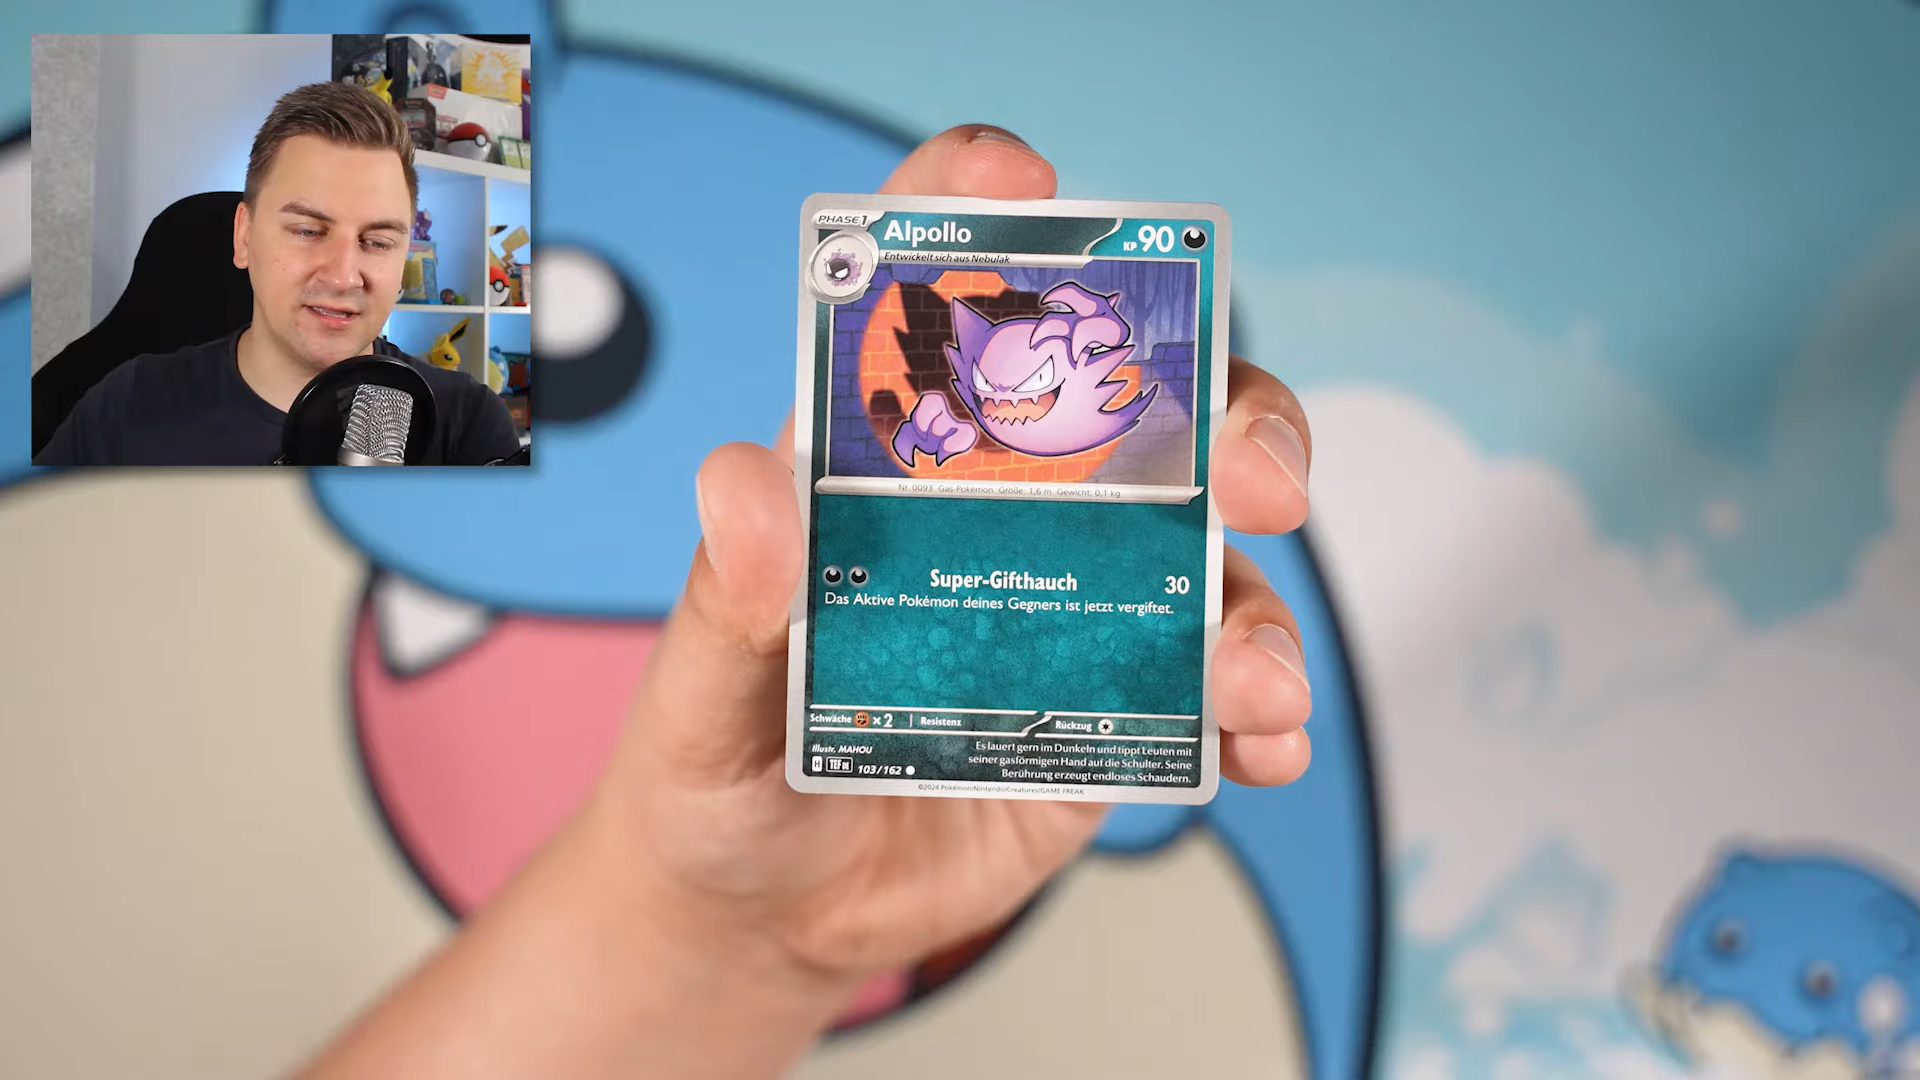 PHASE 1
Alpollo
KP 90
Entwickelt sich aus Nebulak
Nr. 0093 Gas-Pokémon Größe: 1,6 m Gewicht: 0,1 kg
Super-Gifthauch 30
Das Aktive Pokémon deines Gegners ist jetzt vergiftet.
Schwäche ×2 Resistenz Rückzug
Illustr. MAHOU
H TEF DE 103/162
Es lauert gern im Dunkeln und tippt Leuten mit
seiner gasförmigen Hand auf die Schulter. Seine
Berührung erzeugt endloses Schaudern.
©2024 Pokémon/Nintendo/Creatures/GAME FREAK